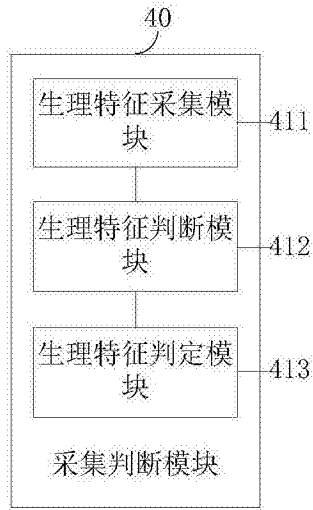 40
生理特征采集模
块
411
生理特征判断模
块
412
生理特征判定模
块
413
采集判断模块